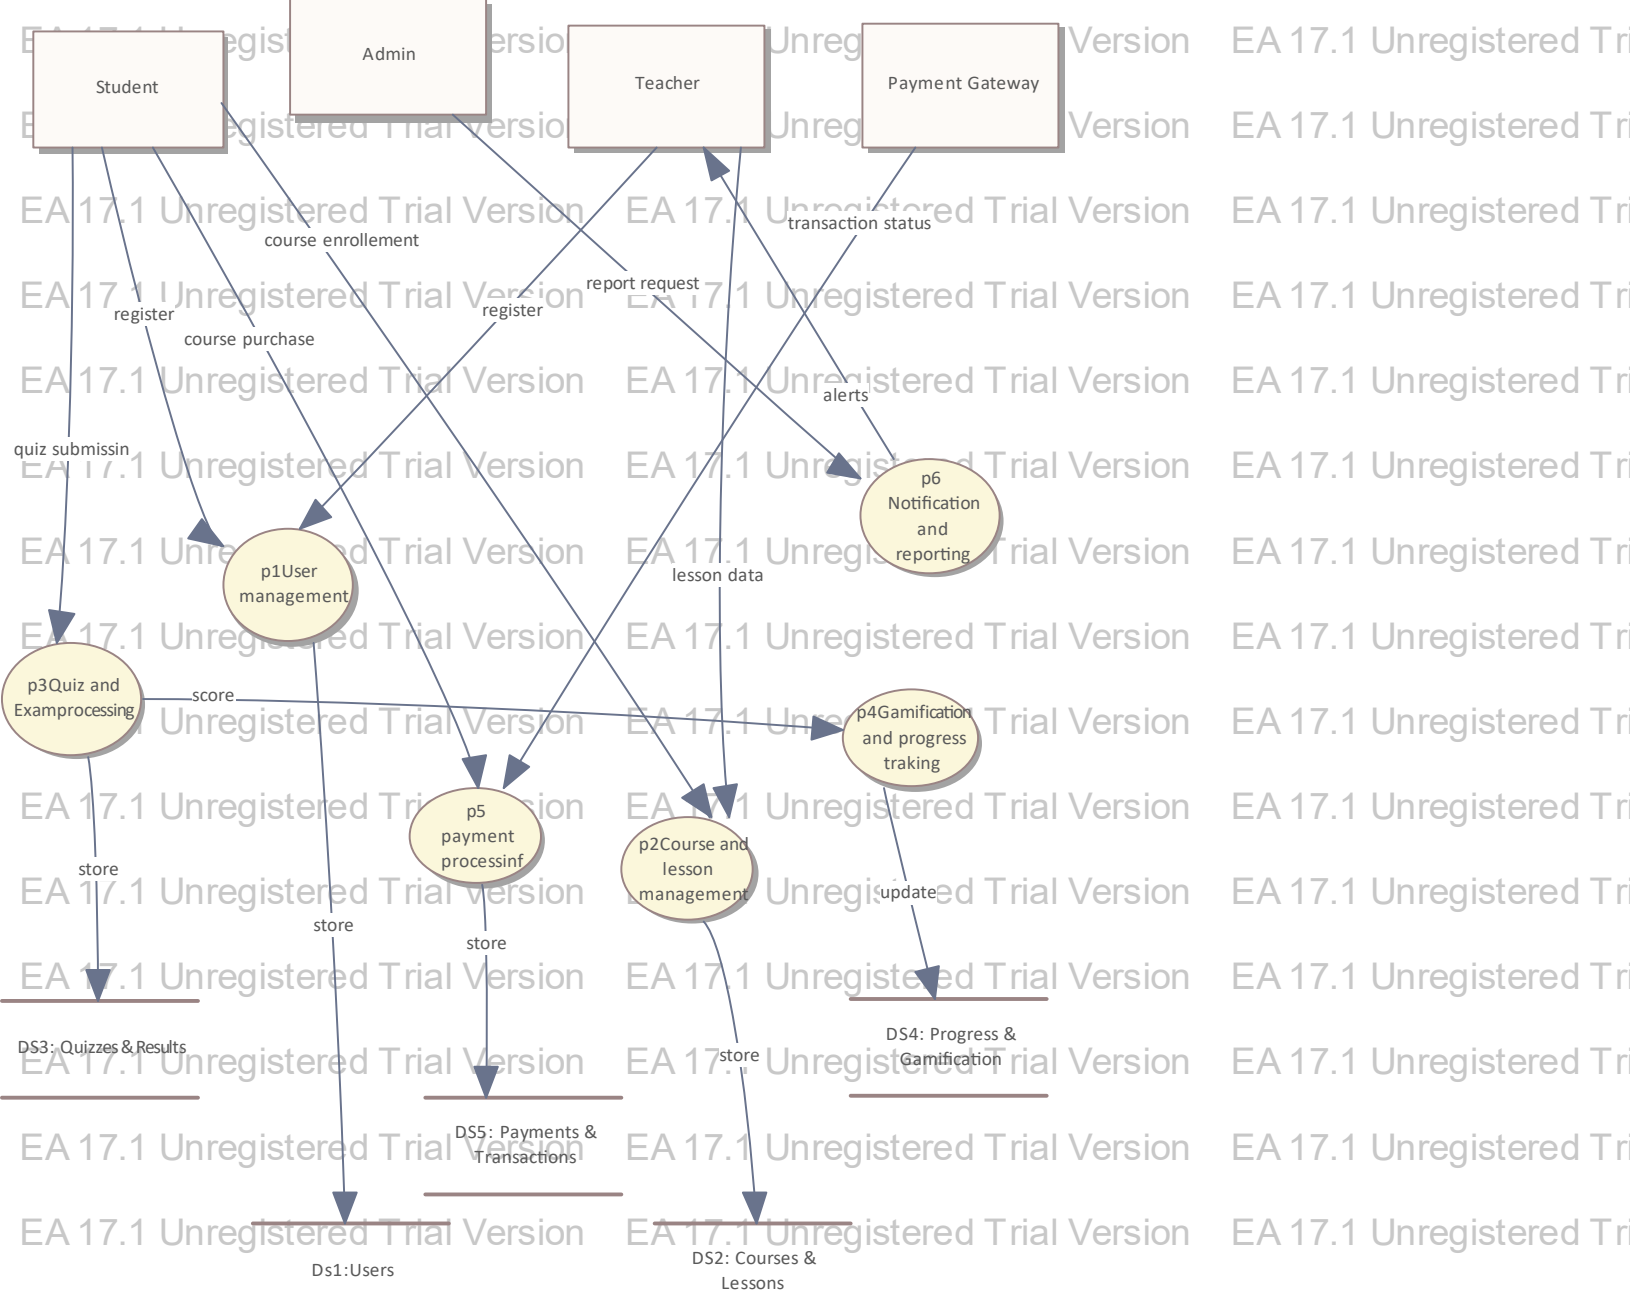 EA 17.1 Unregistered Trial Version
Student
Admin
Teacher
Payment Gateway
transaction status
course enrollement
report request
register
register
course purchase
alerts
quiz submissin
p6
Notification
and
reporting
lesson data
p1User
management
p3Quiz and
Examprocessing
score
p4Gamification
and progress
traking
p5
payment
processinf
p2Course and
lesson
management
store
update
store
store
DS3: Quizzes & Results
DS4: Progress &
Gamification
store
DS5: Payments &
Transactions
Ds1:Users
DS2: Courses &
Lessons